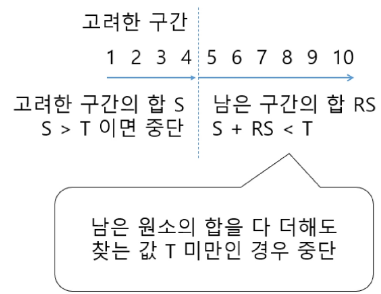 고려한 구간
1 2 3 4 5 6 7 8 9 10
고려한 구간의 합 S
S > T 이면 중단
남은 구간의 합 RS
S + RS < T
남은 원소의 합을 다 더해도
찾는 값 T 미만인 경우 중단